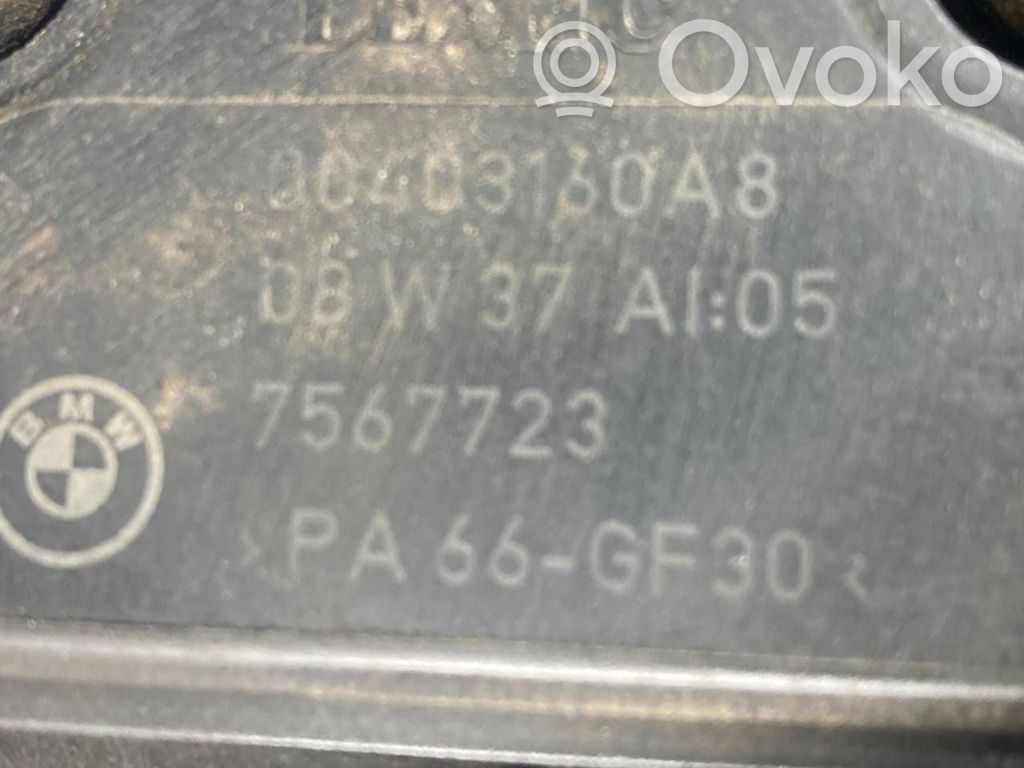 Ovoko
00403160A8
08 W 37 AI:05
7567723
BMW
>PA 66-GF30<